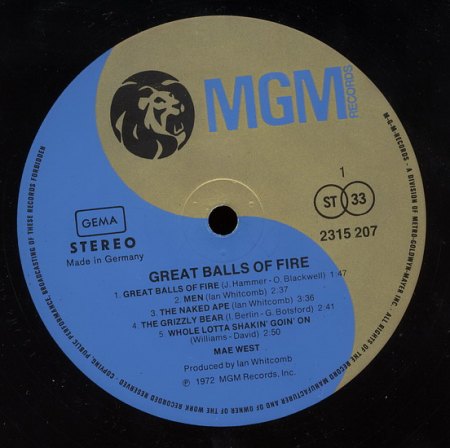 MGM
RECORDS
1
ST 33
2315 207
GEMA
STEREO
Made in Germany
GREAT BALLS OF FIRE
1. GREAT BALLS OF FIRE (J. Hammer - O. Blackwell) 1:47
2. MEN (Ian Whitcomb) 2:37
3. THE NAKED APE (Ian Whitcomb) 3:36
4. THE GRIZZLY BEAR (I. Berlin - G. Botsford) 2:05
5. WHOLE LOTTA SHAKIN' GOIN' ON
(Williams-David) 2:50
MAE WEST
Produced by Ian Whitcomb
℗ 1972 MGM Records, Inc.
M-G-M-RECORDS - A DIVISION OF METRO-GOLDWYN-MAYER INC. ALL RIGHTS OF THE RECORD MANUFACTURER AND OF OWNER OF THE WORK RESERVED. COPYING, PUBLIC PERFORMANCE, BROADCASTING OF THESE RECORDS FORBIDDEN